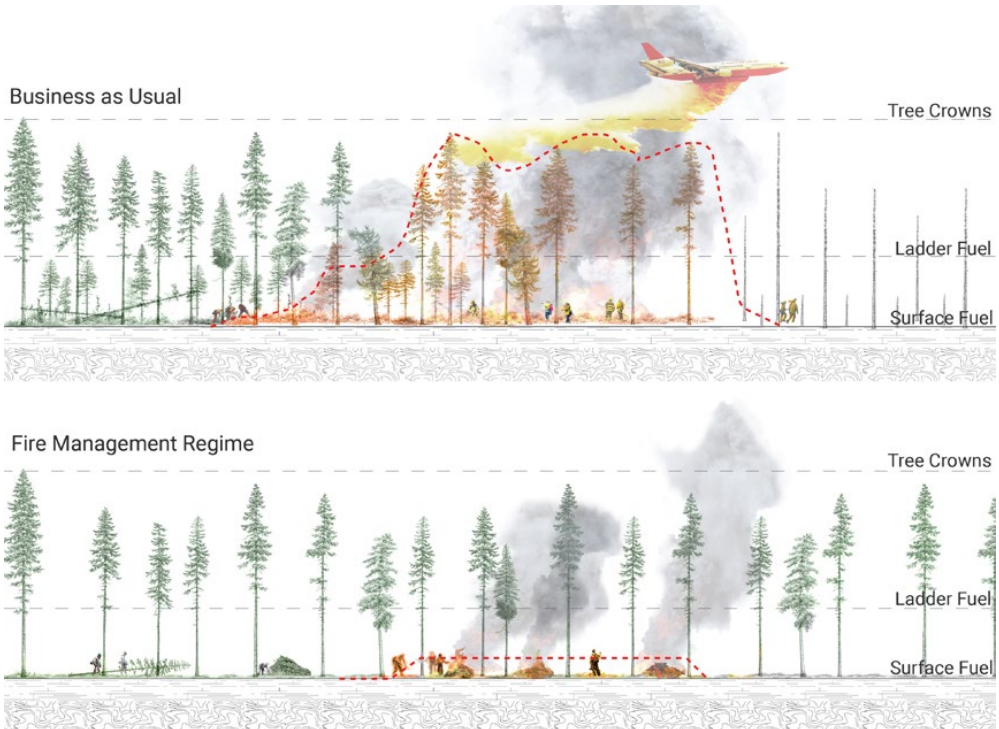 Business as Usual
Tree Crowns
Ladder Fuel
Surface Fuel
Fire Management Regime
Tree Crowns
Ladder Fuel
Surface Fuel